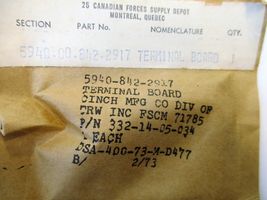 25 CANADIAN FORCES SUPPLY DEPOT
MONTREAL, QUEBEC
SECTION PART No. NOMENCLATURE QTY.
5940-00-842-2917 TERMINAL BOARD 1
5940-842-2917
TERMINAL BOARD
CINCH MFG CO DIV OF
TRW INC FSCM 71785
P/N 332-14-05-034
1 EACH
DSA-400-73-M-D477
B/ 2/73